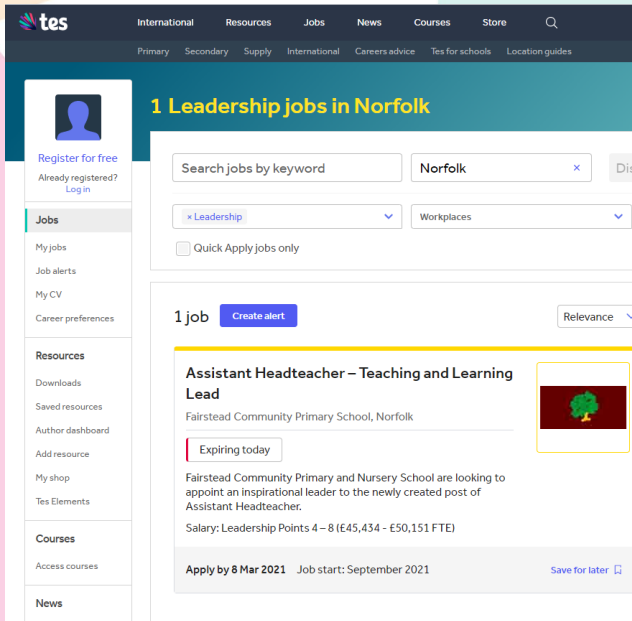 tes
International Resources Jobs News Courses Store
Primary Secondary Supply International Careers advice Tes for schools Location guides
Register for free
Already registered?
Log in
Jobs
My jobs
Job alerts
My CV
Career preferences
Resources
Downloads
Saved resources
Author dashboard
Add resource
My shop
Tes Elements
Courses
Access courses
News
1 Leadership jobs in Norfolk
Search jobs by keyword
Norfolk ×
Dis
× Leadership
Workplaces
Quick Apply jobs only
1 job
Create alert
Relevance
Assistant Headteacher – Teaching and Learning
Lead
Fairstead Community Primary School, Norfolk
Expiring today
Fairstead Community Primary and Nursery School are looking to
appoint an inspirational leader to the newly created post of
Assistant Headteacher.
Salary: Leadership Points 4 – 8 (£45,434 - £50,151 FTE)
Apply by 8 Mar 2021 Job start: September 2021
Save for later